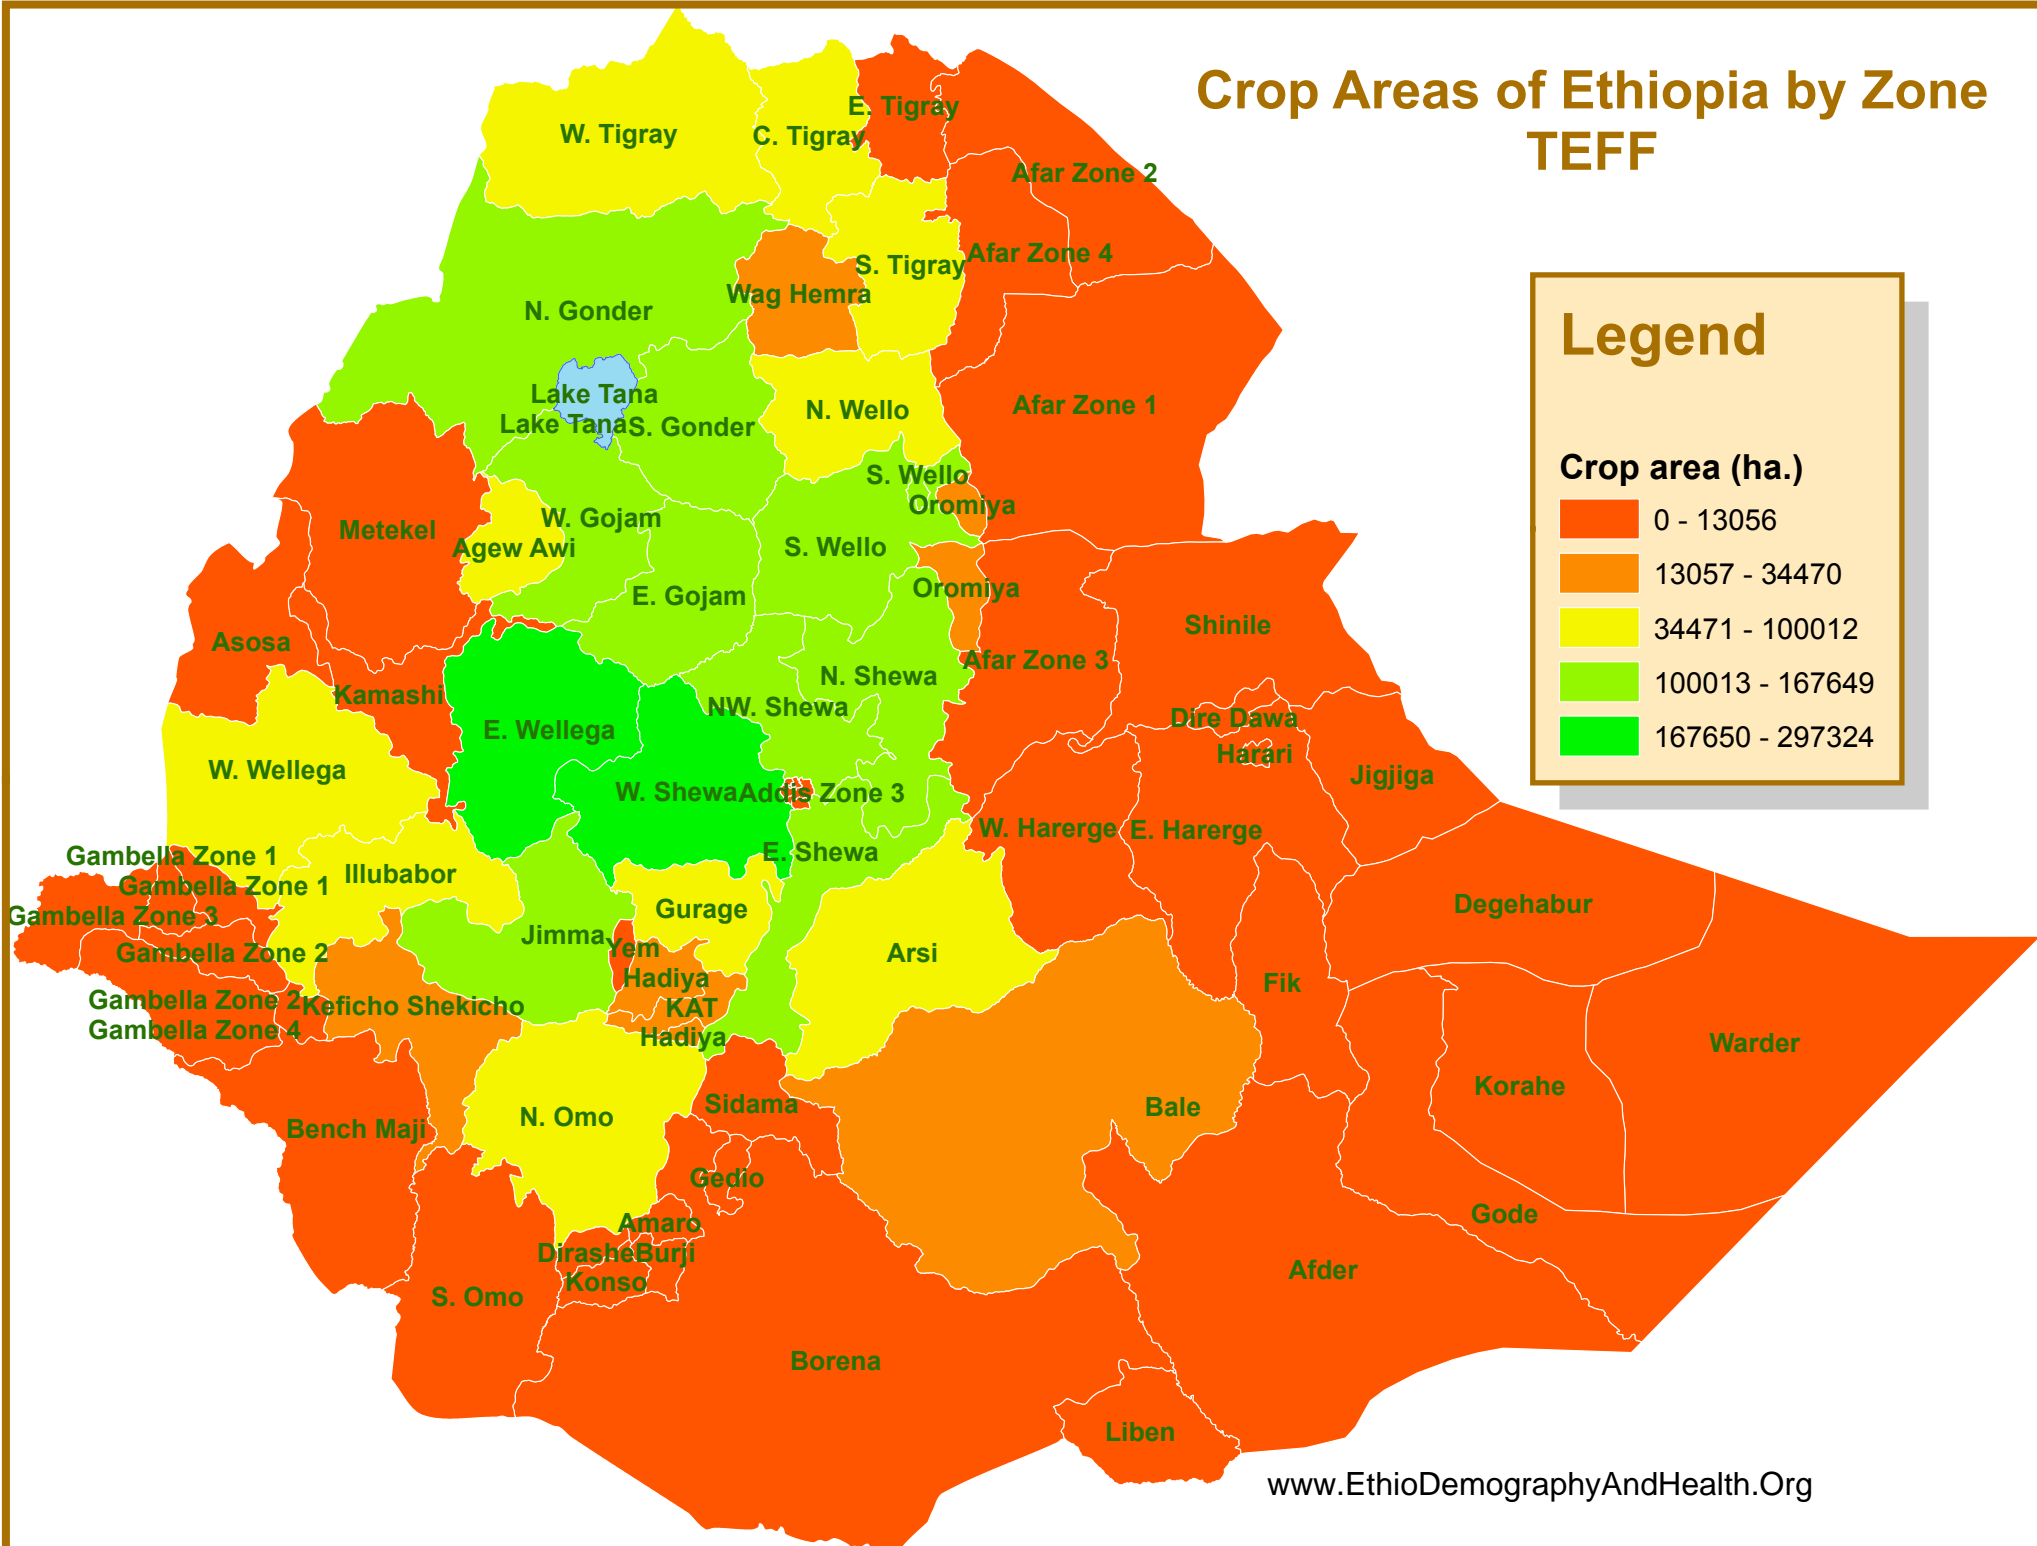 Crop Areas of Ethiopia by Zone
TEFF
E. Tigray
W. Tigray
C. Tigray
Afar Zone 2
Afar Zone 4
S. Tigray
Wag Hemra
N. Gonder
Lake Tana
Afar Zone 1
N. Wello
Lake Tana
S. Gonder
S. Wello
Oromiya
W. Gojam
Metekel
Agew Awi
S. Wello
Oromiya
E. Gojam
Shinile
Asosa
Afar Zone 3
N. Shewa
Kamashi
NW. Shewa
Dire Dawa
E. Wellega
Harari
W. Wellega
Jigjiga
W. Shewa
Addis Zone 3
W. Harerge
E. Harerge
E. Shewa
Gambella Zone 1
Illubabor
Gambella Zone 1
Degehabur
Gurage
Gambella Zone 3
Jimma
Yem
Gambella Zone 2
Arsi
Hadiya
Fik
Gambella Zone 2
Keficho Shekicho
KAT
Gambella Zone 4
Hadiya
Warder
Korahe
Sidama
Bale
N. Omo
Bench Maji
Gedio
Gode
Amaro
Dirashe
Burji
Afder
Konso
S. Omo
Borena
Liben
Legend
Crop area (ha.)
0 - 13056
13057 - 34470
34471 - 100012
100013 - 167649
167650 - 297324
www.EthioDemographyAndHealth.Org